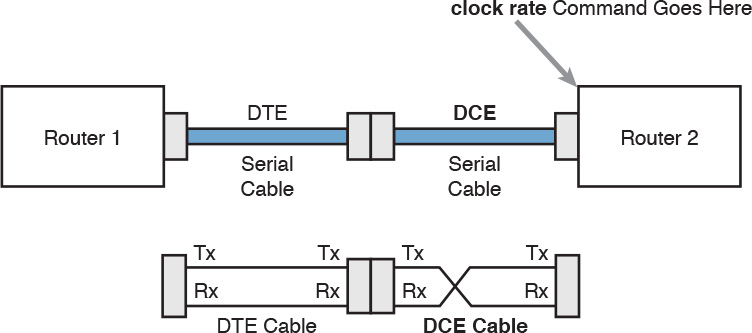 clock rate Command Goes Here
DTE
DCE
Router 1
Router 2
Serial
Cable
Serial
Cable
Tx
Tx
Tx
Tx
Rx
Rx
Rx
Rx
DTE Cable
DCE Cable